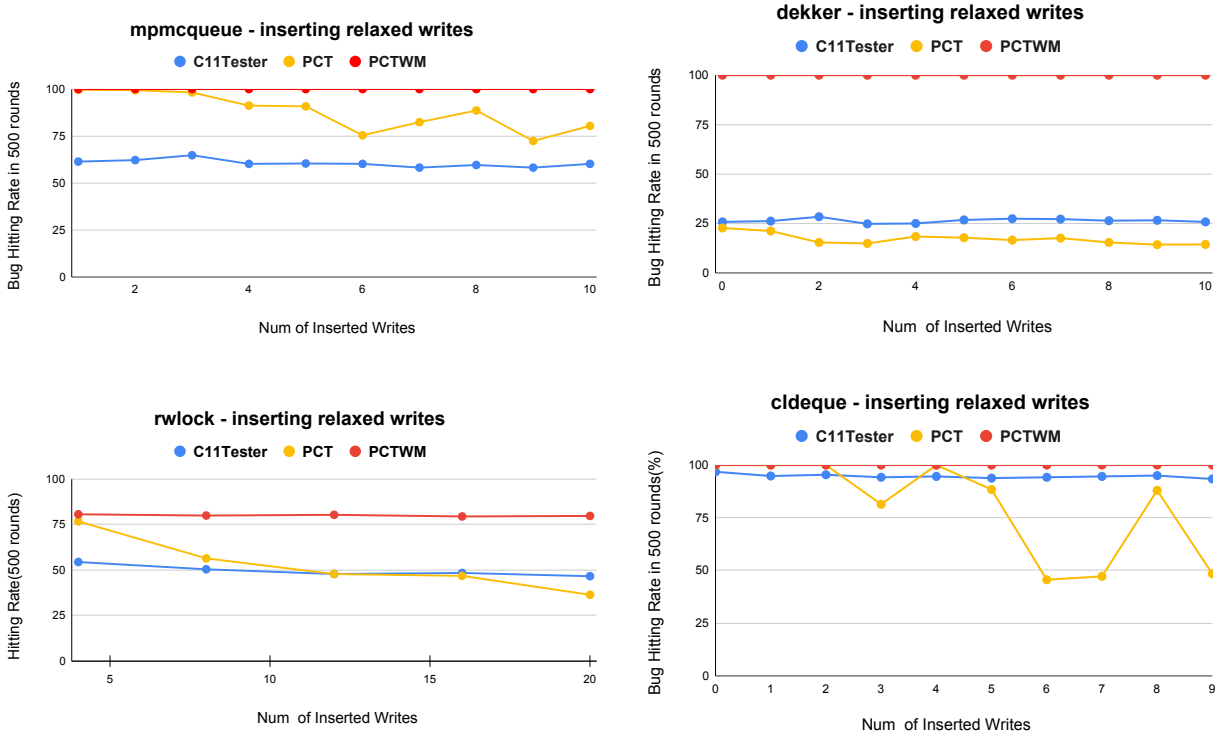 mpmcqueue - inserting relaxed writes
C11Tester PCT PCTWM
Bug Hitting Rate in 500 rounds
100
75
50
25
0
2 4 6 8 10
Num of Inserted Writes
dekker - inserting relaxed writes
C11Tester PCT PCTWM
Bug Hitting Rate in 500 rounds
100
75
50
25
0
0 2 4 6 8 10
Num of Inserted Writes
rwlock - inserting relaxed writes
C11Tester PCT PCTWM
Hitting Rate(500 rounds)
100
75
50
25
0
5 10 15 20
Num of Inserted Writes
cldeque - inserting relaxed writes
C11Tester PCT PCTWM
Bug Hitting Rate in 500 rounds(%)
100
75
50
25
0
0 1 2 3 4 5 6 7 8 9
Num of Inserted Writes